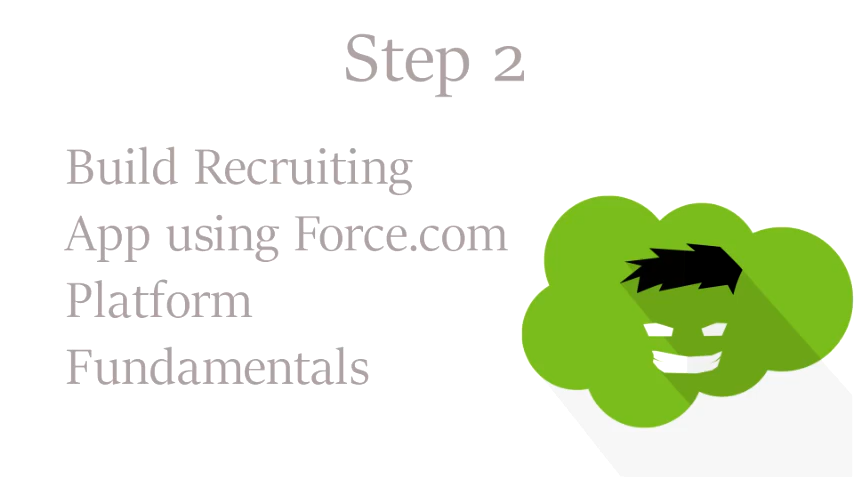 Step 2
Build Recruiting
App using Force.com
Platform
Fundamentals